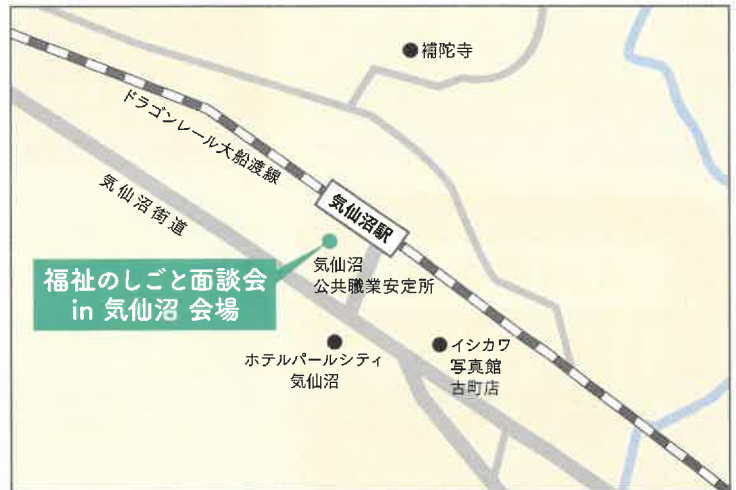 補陀寺
ドラゴンレール大船渡線
気仙沼街道
気仙沼駅
福祉のしごと面談会
in 気仙沼 会場
気仙沼
公共職業安定所
ホテルパールシティ
気仙沼
イシカワ
写真館
古町店